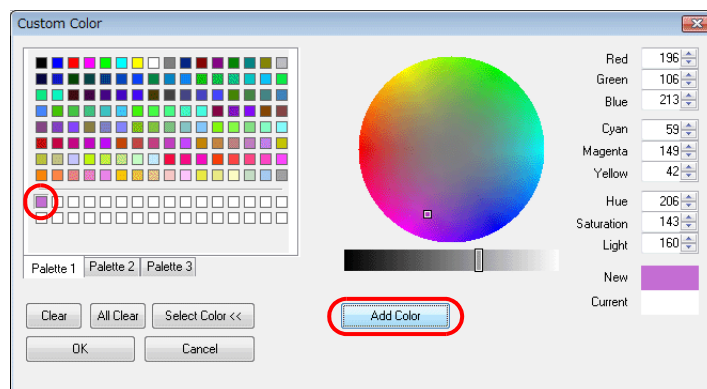 Custom Color
Red 196
Green 106
Blue 213
Cyan 59
Magenta 149
Yellow 42
Hue 206
Saturation 143
Light 160
New
Current
Palette 1 Palette 2 Palette 3
Clear All Clear Select Color << Add Color
OK Cancel